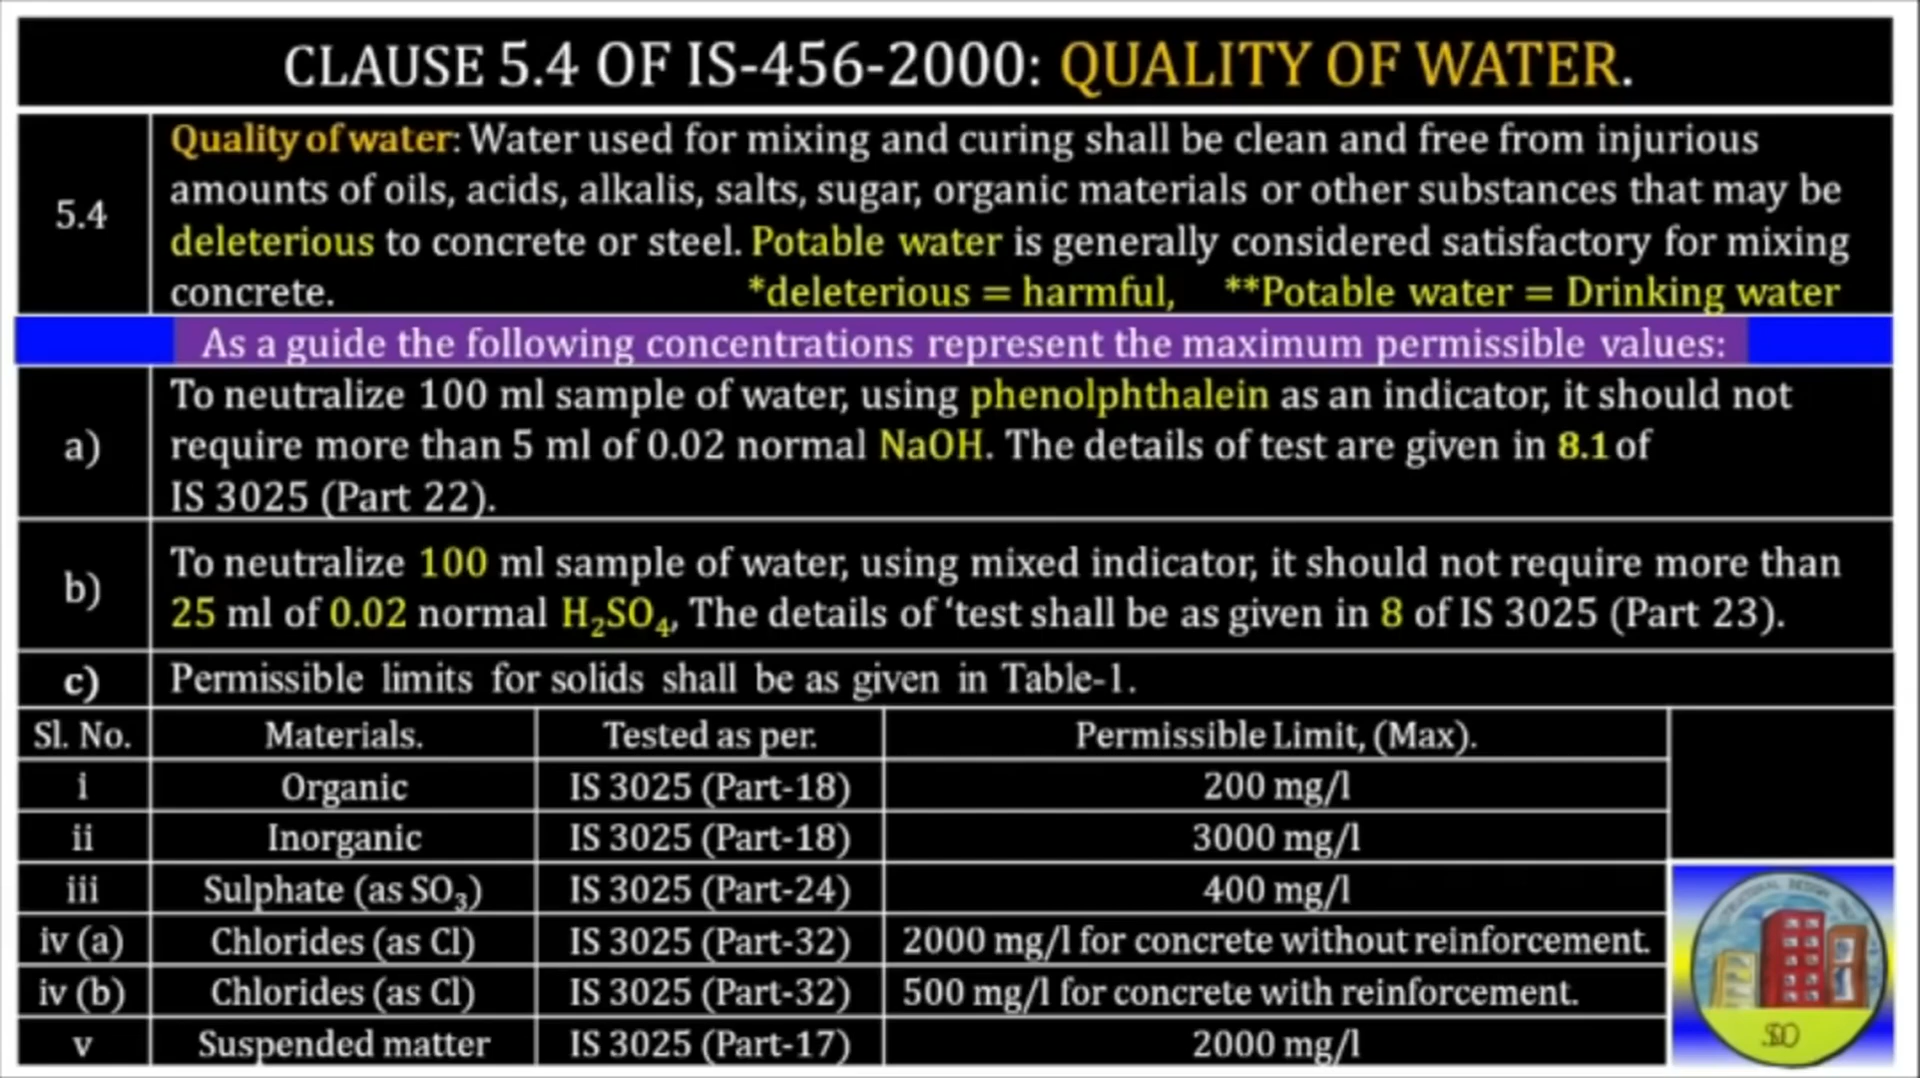 CLAUSE 5.4 OF IS-456-2000: QUALITY OF WATER.
5.4
Quality of water: Water used for mixing and curing shall be clean and free from injurious
amounts of oils, acids, alkalis, salts, sugar, organic materials or other substances that may be
deleterious to concrete or steel. Potable water is generally considered satisfactory for mixing
concrete. *deleterious = harmful, **Potable water = Drinking water
As a guide the following concentrations represent the maximum permissible values:
a)
To neutralize 100 ml sample of water, using phenolphthalein as an indicator, it should not
require more than 5 ml of 0.02 normal NaOH. The details of test are given in 8.1 of
IS 3025 (Part 22).
b)
To neutralize 100 ml sample of water, using mixed indicator, it should not require more than
25 ml of 0.02 normal H₂SO₄, The details of ‘test shall be as given in 8 of IS 3025 (Part 23).
c) Permissible limits for solids shall be as given in Table-1.
Sl. No. Materials. Tested as per. Permissible Limit, (Max).
i Organic IS 3025 (Part-18) 200 mg/l
ii Inorganic IS 3025 (Part-18) 3000 mg/l
iii Sulphate (as SO₃) IS 3025 (Part-24) 400 mg/l
iv (a) Chlorides (as Cl) IS 3025 (Part-32) 2000 mg/l for concrete without reinforcement.
iv (b) Chlorides (as Cl) IS 3025 (Part-32) 500 mg/l for concrete with reinforcement.
v Suspended matter IS 3025 (Part-17) 2000 mg/l